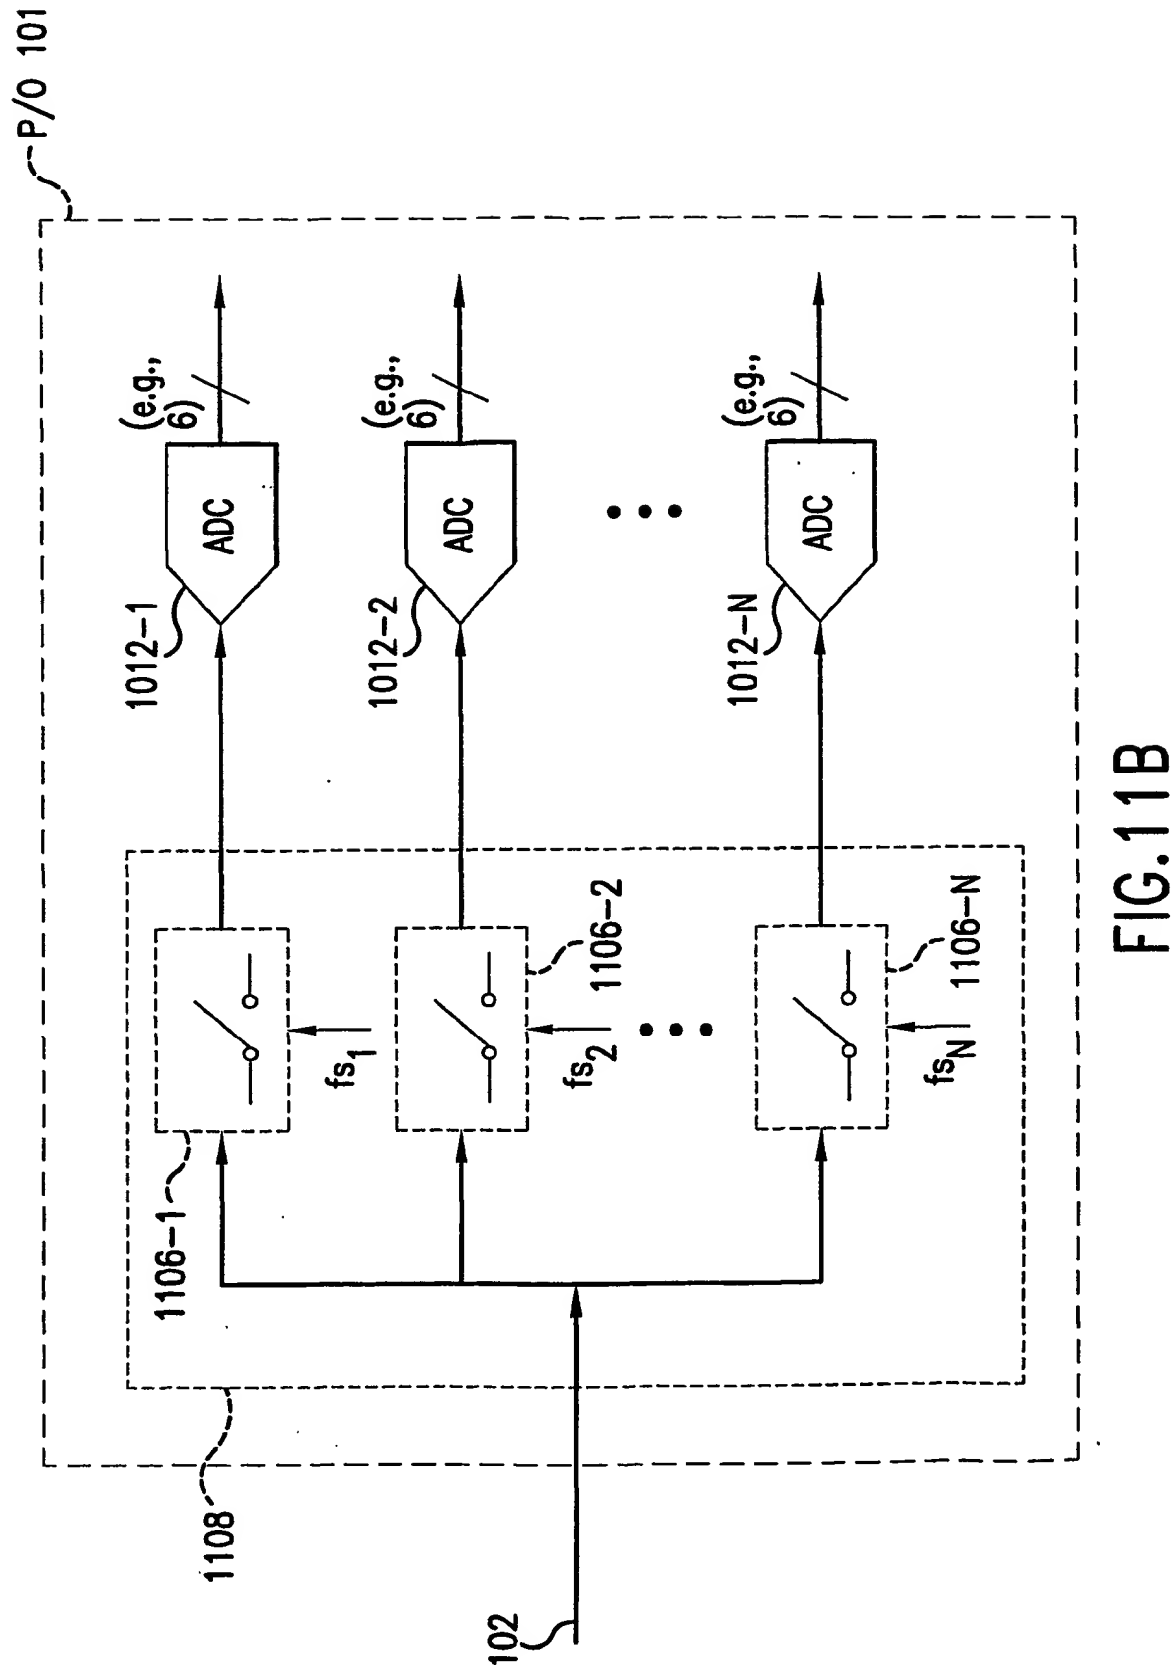 P/O 101
(e.g.,
6)
ADC
1012-1
(e.g.,
6)
ADC
1012-2
(e.g.,
6)
ADC
1012-N
1106-1
fs1
1106-2
fs2
1106-N
fsN
1108
102
FIG.11B